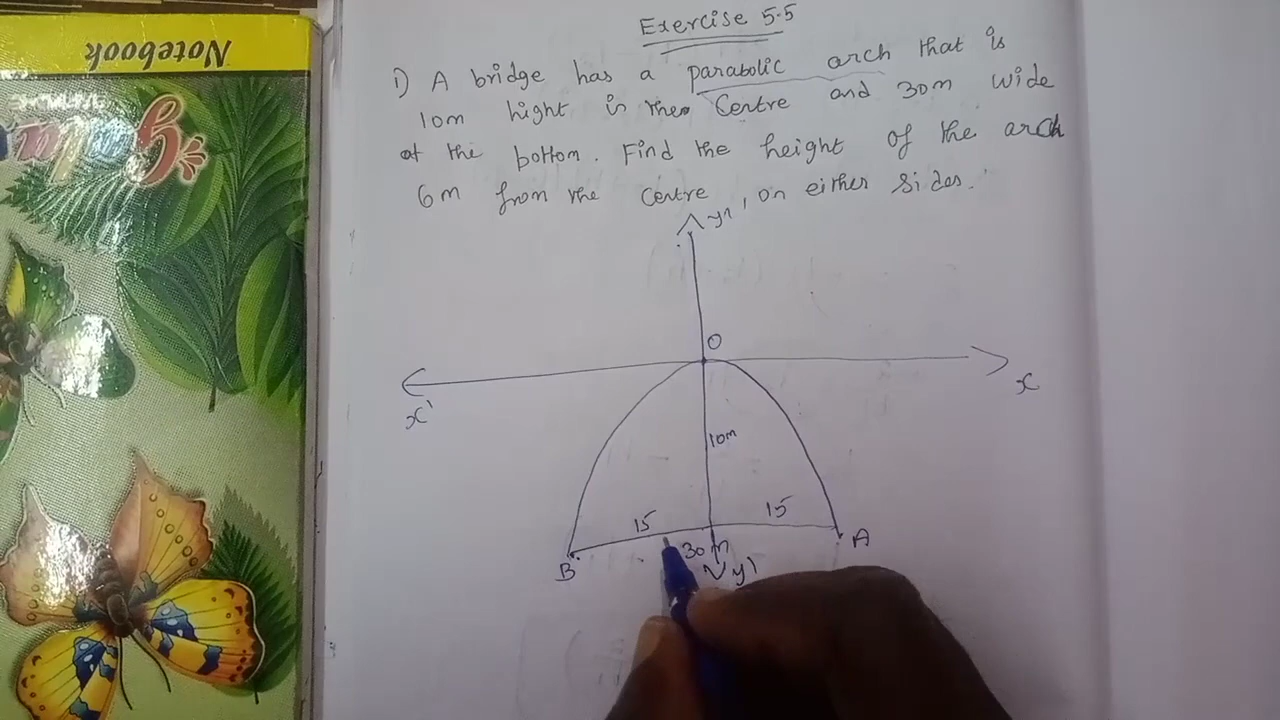 Notebook
Exercise 5.5
1) A bridge has a parabolic arch that is
10m hight in the Centre and 30m wide
at the bottom. Find the height of the arch
6m from the centre, on either sides.
y
O
x'
x
10m
15
15
30m
A
B
y'